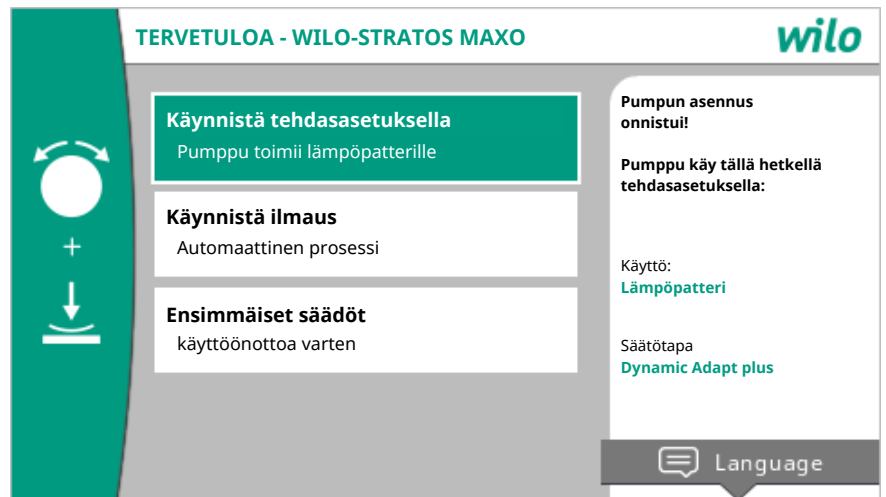 TERVETULOA - WILO-STRATOS MAXO
wilo
Käynnistä tehdasasetuksella
Pumppu toimii lämpöpatterille
+
Käynnistä ilmaus
Automaattinen prosessi
Ensimmäiset säädöt
käyttöönottoa varten
Pumpun asennus
onnistui!
Pumppu käy tällä hetkellä
tehdasasetuksella:
Käyttö:
Lämpöpatteri
Säätötapa
Dynamic Adapt plus
Language